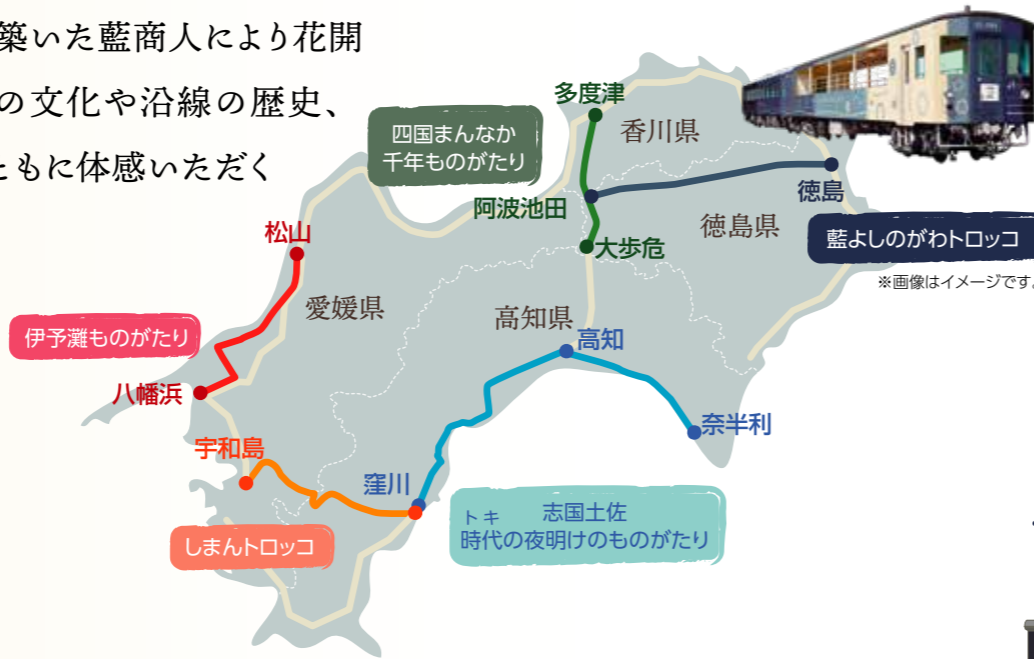 築いた藍商人により花開
の文化や沿線の歴史、
ともに体感いただく
多度津
香川県
四国まんなか
千年ものがたり
阿波池田
徳島
徳島県
大歩危
藍よしのがわトロッコ
※画像はイメージです。
松山
愛媛県
高知県
伊予灘ものがたり
高知
八幡浜
奈半利
宇和島
窪川
しまんトロッコ
トキ 志国土佐
時代の夜明けのものがたり